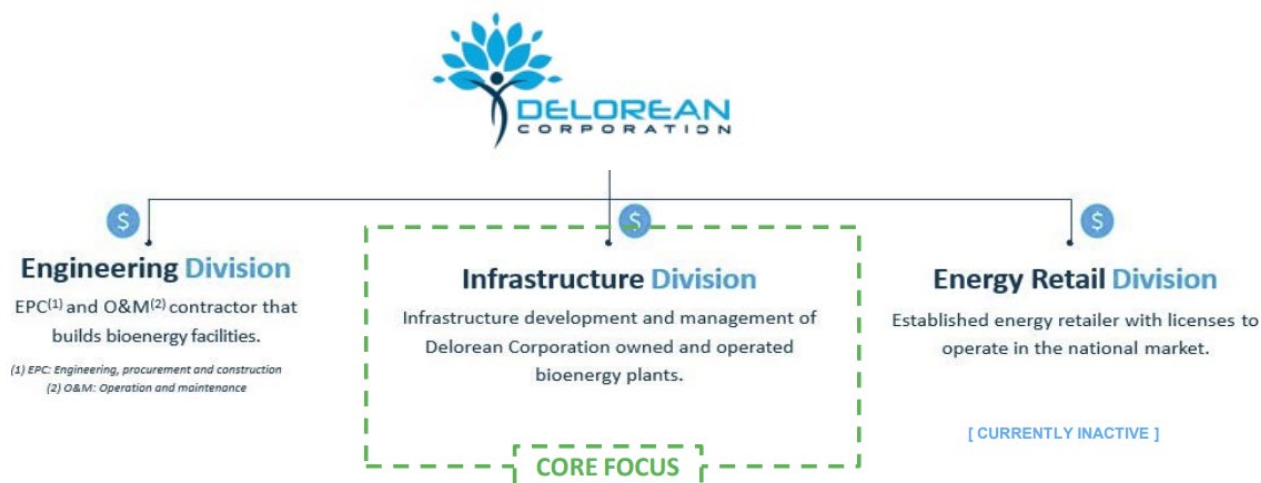 DELOREAN
CORPORATION
$
$
$
Engineering Division
EPC(1) and O&M(2) contractor that
builds bioenergy facilities.
(1) EPC: Engineering, procurement and construction
(2) O&M: Operation and maintenance
Infrastructure Division
Infrastructure development and management of
Delorean Corporation owned and operated
bioenergy plants.
CORE FOCUS
Energy Retail Division
Established energy retailer with licenses to
operate in the national market.
[ CURRENTLY INACTIVE ]